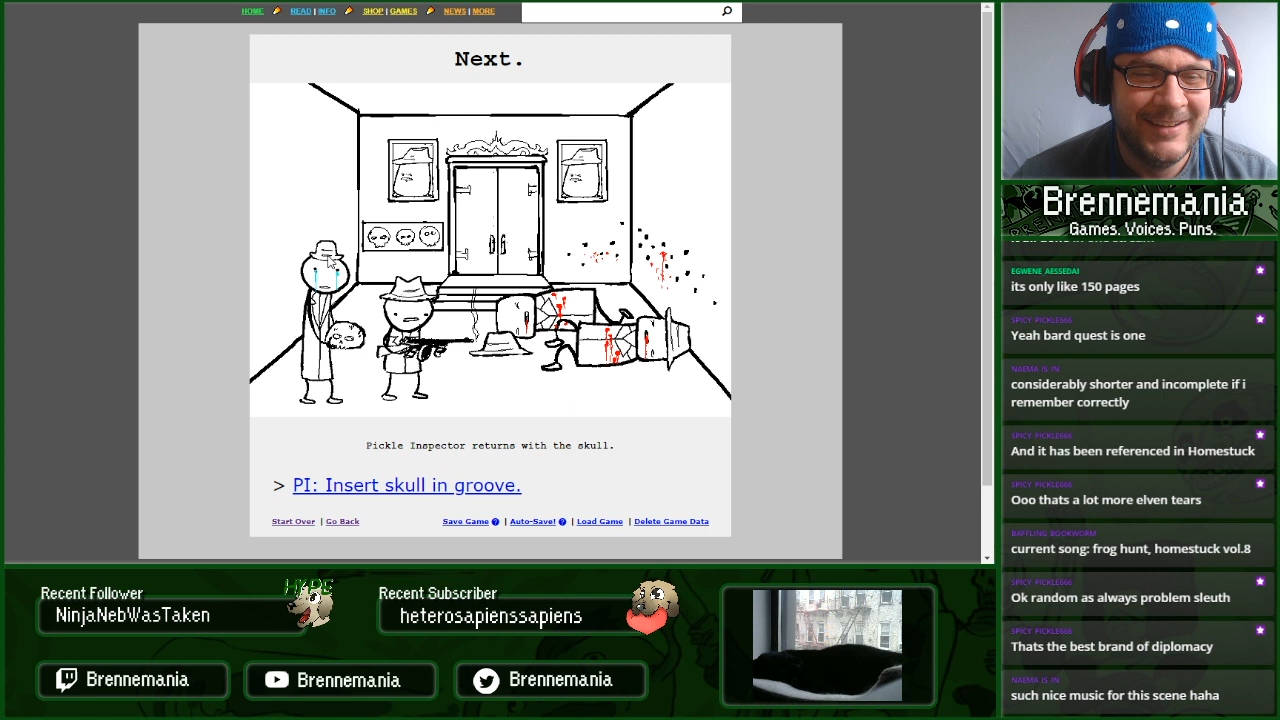 HOME READ | INFO SHOP | GAMES NEWS | MORE
Next.
Pickle Inspector returns with the skull.
> PI: Insert skull in groove.
Start Over | Go Back Save Game ? | Auto-Save! ? | Load Game | Delete Game Data
Brennemania
Games. Voices. Puns.
EGWENE AESSEDAI
its only like 150 pages
SPICY PICKLE666
Yeah bard quest is one
NAEMA IS IN
considerably shorter and incomplete if i
remember correctly
SPICY PICKLE666
And it has been referenced in Homestuck
SPICY PICKLE666
Ooo thats a lot more elven tears
BAFFLING BOOKWORM
current song: frog hunt, homestuck vol.8
SPICY PICKLE666
Ok random as always problem sleuth
SPICY PICKLE666
Thats the best brand of diplomacy
NAEMA IS IN
such nice music for this scene haha
Recent Follower
NinjaNebWasTaken
HYPE
Recent Subscriber
heterosapienssapiens
Brennemania
Brennemania
Brennemania